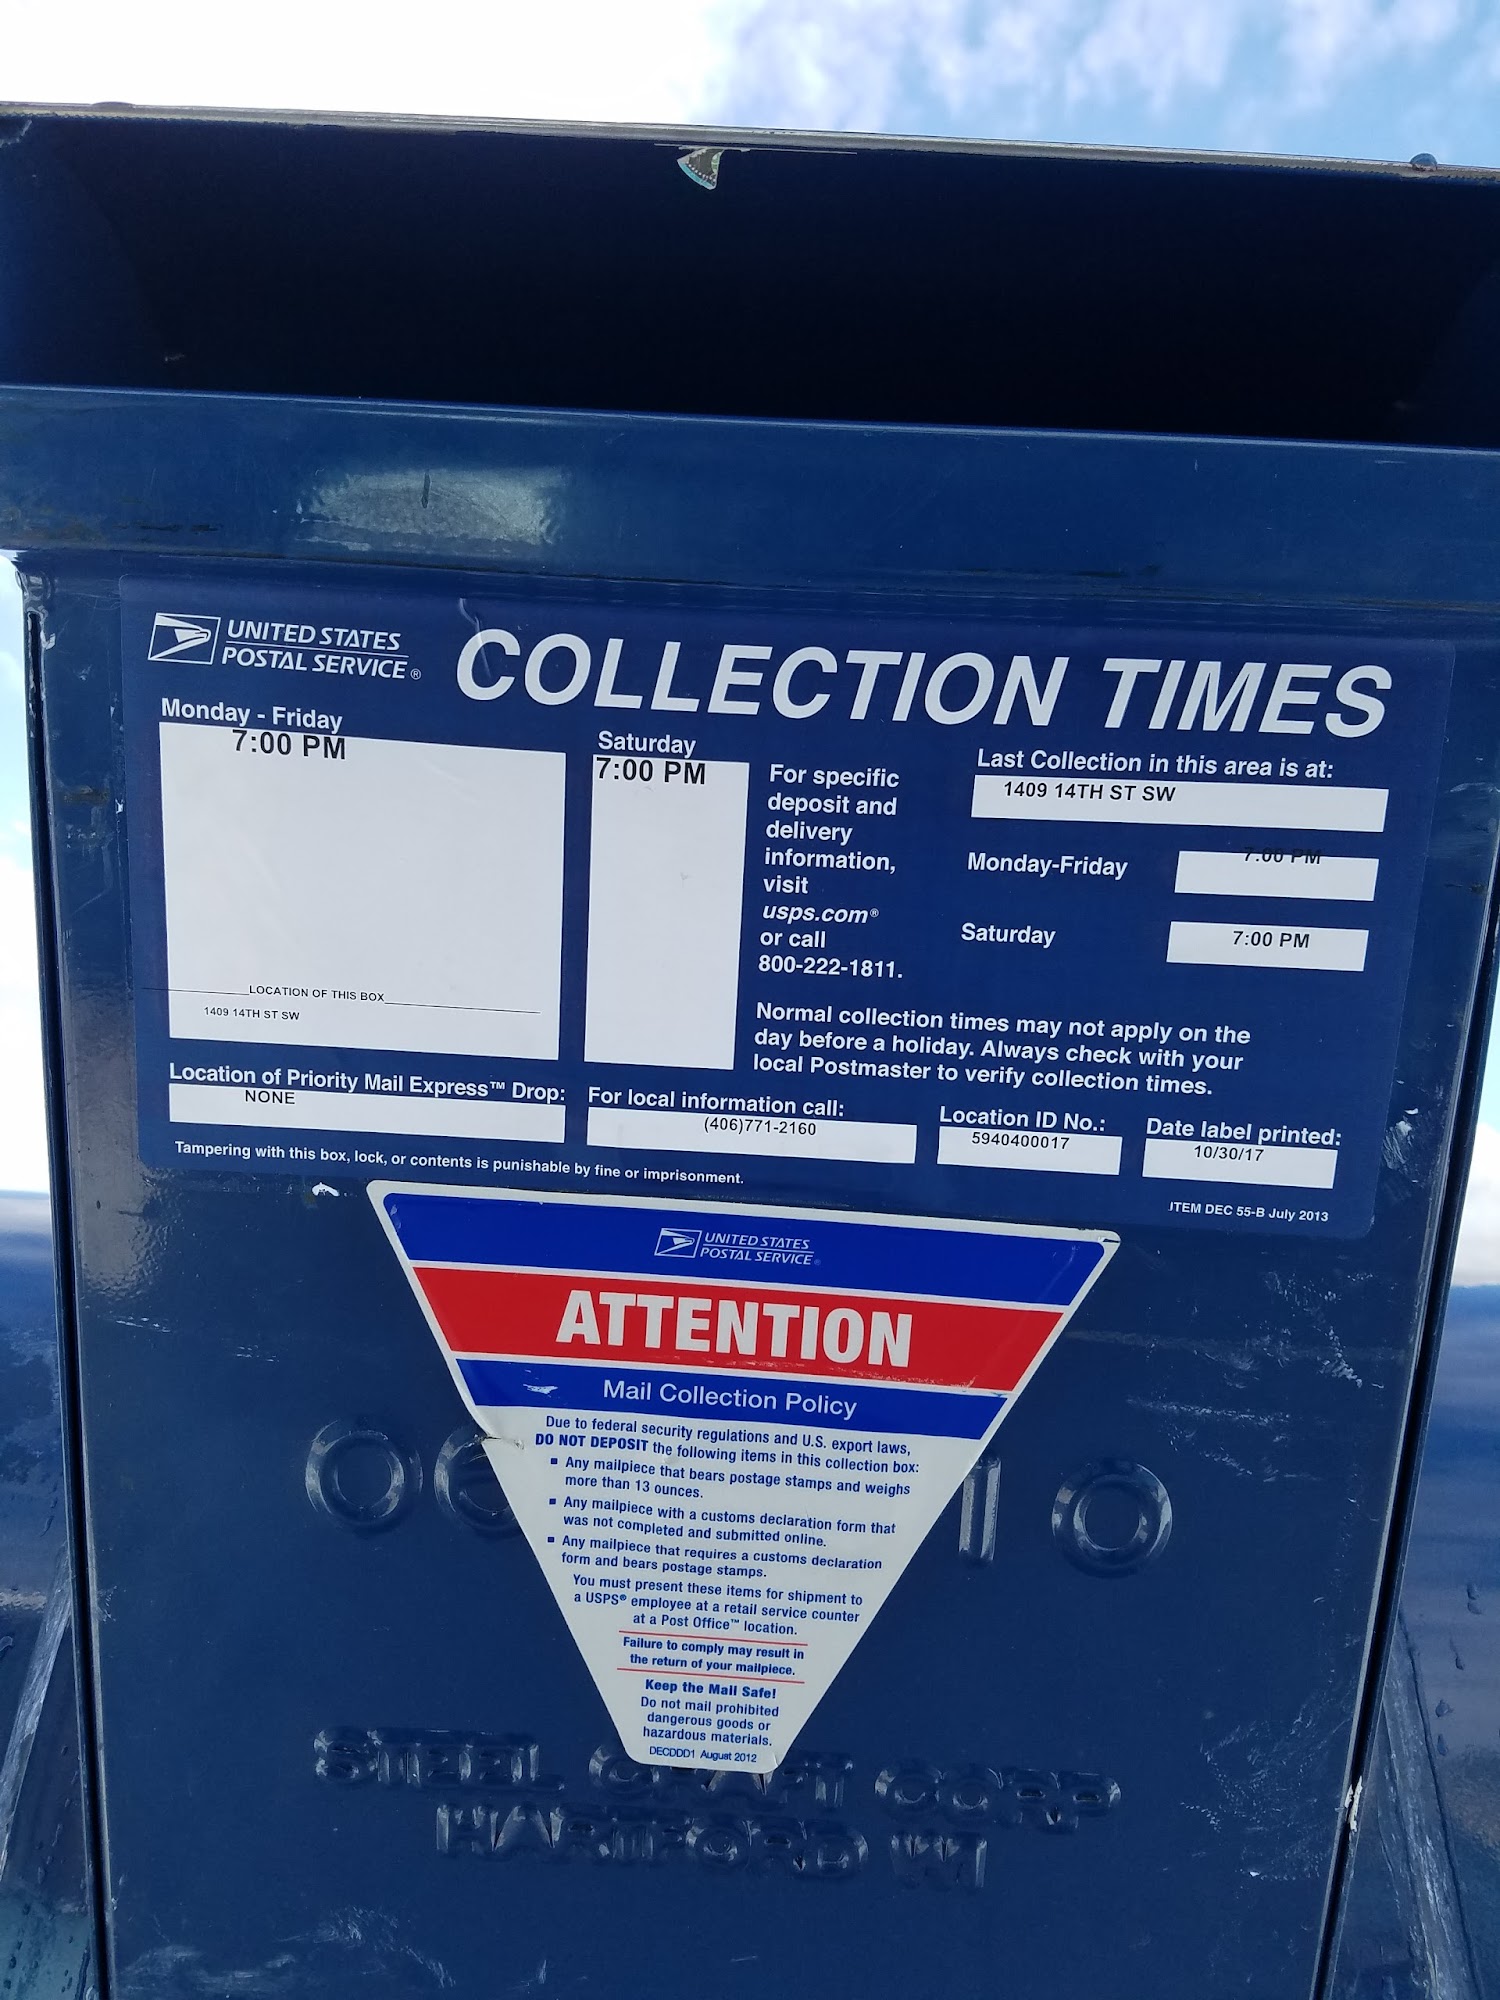 UNITED STATES
POSTAL SERVICE®
COLLECTION TIMES
Monday - Friday
7:00 PM
LOCATION OF THIS BOX
1409 14TH ST SW
Saturday
7:00 PM
For specific
deposit and
delivery
information,
visit
usps.com®
or call
800-222-1811.
Last Collection in this area is at:
1409 14TH ST SW
Monday-Friday
7:00 PM
Saturday
7:00 PM
Normal collection times may not apply on the
day before a holiday. Always check with your
local Postmaster to verify collection times.
Location of Priority Mail Express™ Drop:
NONE
For local information call:
(406)771-2160
Location ID No.:
5940400017
Date label printed:
10/30/17
Tampering with this box, lock, or contents is punishable by fine or imprisonment.
ITEM DEC 55-B July 2013
UNITED STATES
POSTAL SERVICE®
ATTENTION
Mail Collection Policy
Due to federal security regulations and U.S. export laws,
DO NOT DEPOSIT the following items in this collection box:
▪ Any mailpiece that bears postage stamps and weighs
more than 13 ounces.
▪ Any mailpiece with a customs declaration form that
was not completed and submitted online.
▪ Any mailpiece that requires a customs declaration
form and bears postage stamps.
You must present these items for shipment to
a USPS® employee at a retail service counter
at a Post Office™ location.
Failure to comply may result in
the return of your mailpiece.
Keep the Mail Safe!
Do not mail prohibited
dangerous goods or
hazardous materials.
DECDDD1 August 2012
STEEL CRAFT CORP
HARTFORD WI